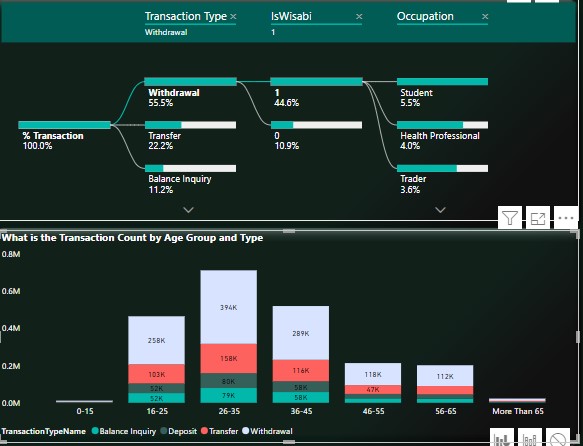 Transaction Type × IsWisabi × Occupation ×
Withdrawal 1
Withdrawal
55.5%
1
44.6%
Student
5.5%
% Transaction
100.0%
Transfer
22.2%
0
10.9%
Health Professional
4.0%
Balance Inquiry
11.2%
Trader
3.6%
What is the Transaction Count by Age Group and Type
0.8M
0.6M
0.4M
0.2M
0.0M
258K
103K
52K
52K
394K
158K
80K
79K
289K
116K
58K
58K
118K
47K
112K
0-15 16-25 26-35 36-45 46-55 56-65 More Than 65
TransactionTypeName Balance Inquiry Deposit Transfer Withdrawal